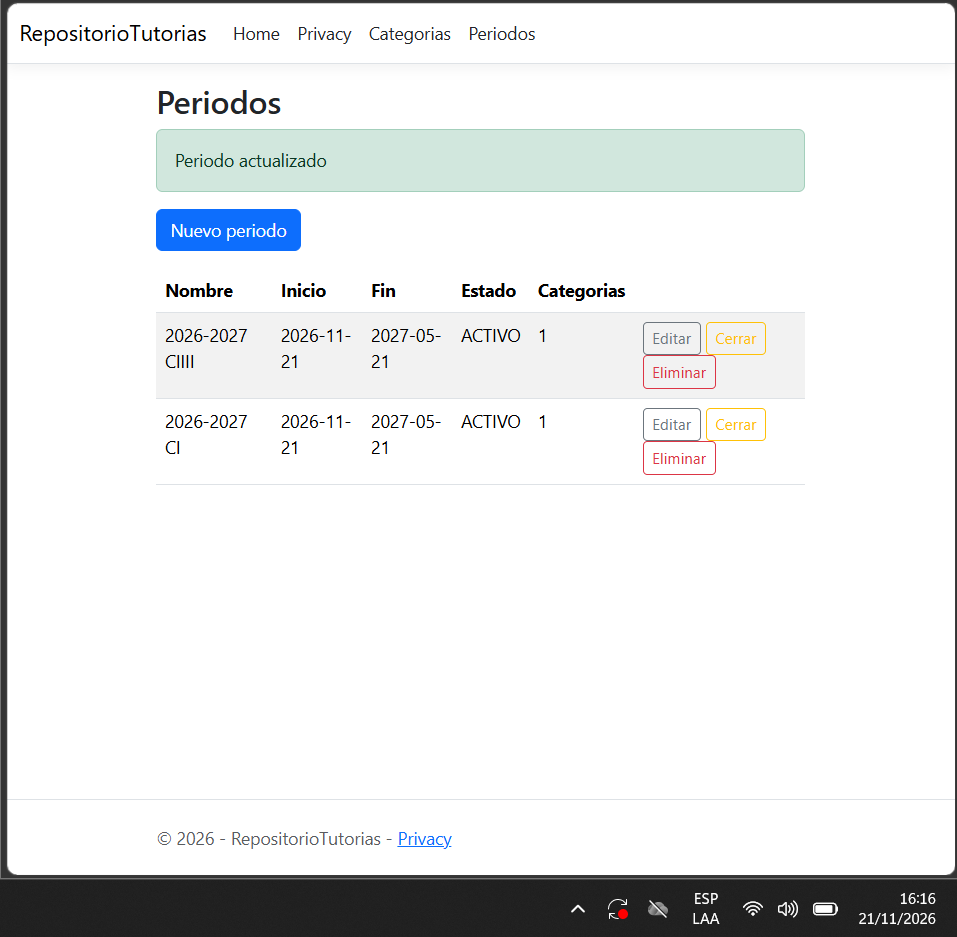 RepositorioTutorias Home Privacy Categorias Periodos
Periodos
Periodo actualizado
Nuevo periodo
Nombre Inicio Fin Estado Categorias
2026-2027 2026-11- 2027-05- ACTIVO 1 Editar Cerrar
CIIII 21 21 Eliminar
2026-2027 2026-11- 2027-05- ACTIVO 1 Editar Cerrar
CI 21 21 Eliminar
© 2026 - RepositorioTutorias - Privacy
ESP 16:16
LAA 21/11/2026